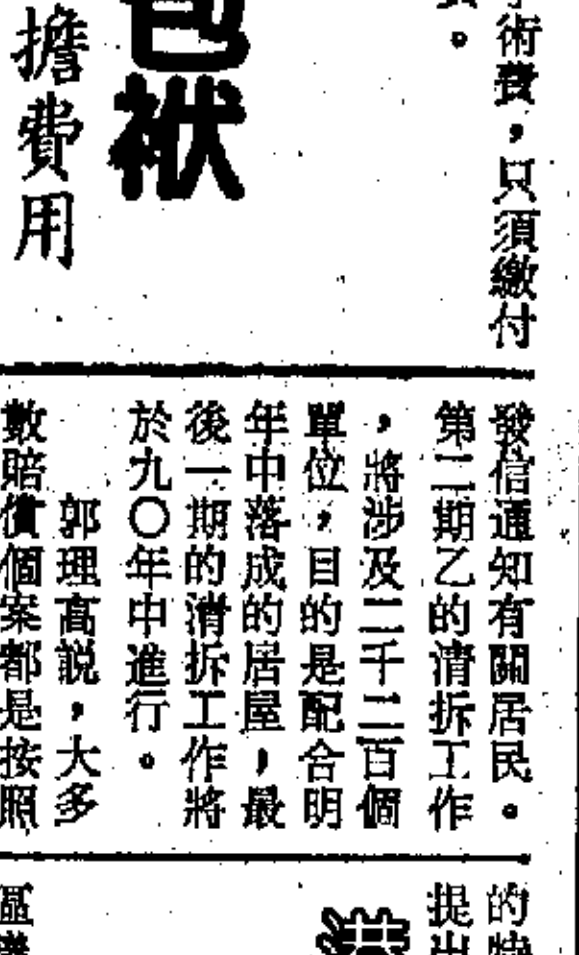 術費，只須繳付
。
包袱
擔費用
發信通知有關居民。
第二期乙的清拆工作
，將涉及二千二百個
單位，目的是配合明
年中落成的居屋，最
後一期的清拆工作將
於九〇年中進行。
郭理高説，大多
數賠償個案都是按照
的
提出
區